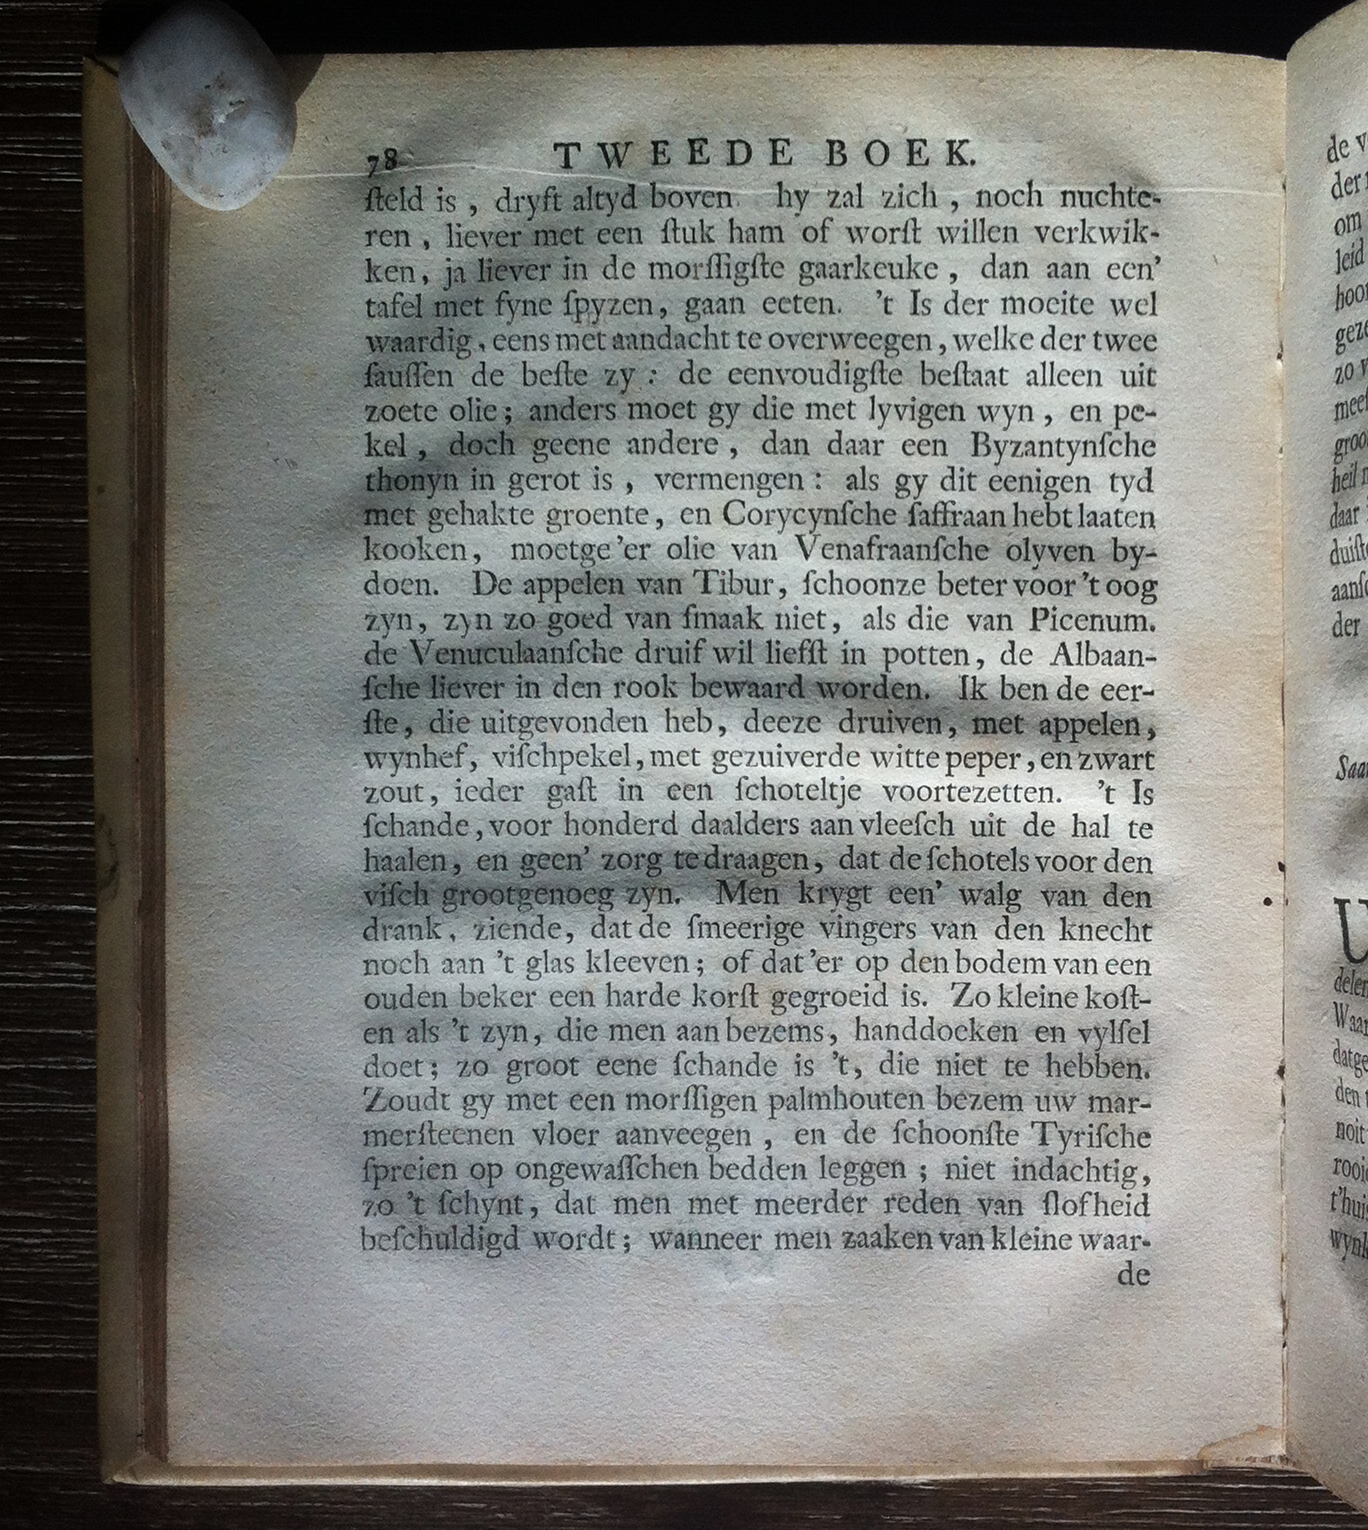 78 TWEEDE BOEK.
ſteld is, dryft altyd boven. hy zal zich, noch nuchte-
ren, liever met een ſtuk ham of worſt willen verkwik-
ken, ja liever in de morſſigſte gaarkeuke, dan aan een'
tafel met fyne ſpyzen, gaan eeten. 't Is der moeite wel
waardig, eens met aandacht te overweegen, welke der twee
ſauſſen de beſte zy: de eenvoudigſte beſtaat alleen uit
zoete olie; anders moet gy die met lyvigen wyn, en pe-
kel, doch geene andere, dan daar een Byzantynſche
thonyn in gerot is, vermengen: als gy dit eenigen tyd
met gehakte groente, en Corycynſche ſaffraan hebt laaten
kooken, moetge 'er olie van Venafraanſche olyven by-
doen. De appelen van Tibur, ſchoonze beter voor 't oog
zyn, zyn zo goed van ſmaak niet, als die van Picenum.
de Venuculaanſche druif wil liefſt in potten, de Albaan-
ſche liever in den rook bewaard worden. Ik ben de eer-
ſte, die uitgevonden heb, deeze druiven, met appelen,
wynhef, viſchpekel, met gezuiverde witte peper, en zwart
zout, ieder gaſt in een ſchoteltje voortezetten. 't Is
ſchande, voor honderd daalders aan vleeſch uit de hal te
haalen, en geen' zorg te draagen, dat de ſchotels voor den
viſch grootgenoeg zyn. Men krygt een' walg van den
drank, ziende, dat de ſmeerige vingers van den knecht
noch aan 't glas kleeven; of dat 'er op den bodem van een
ouden beker een harde korſt gegroeid is. Zo kleine koſt-
en als 't zyn, die men aan bezems, handdoeken en vylſel
doet; zo groot eene ſchande is 't, die niet te hebben.
Zoudt gy met een morſſigen palmhouten bezem uw mar-
merſteenen vloer aanveegen, en de ſchoonſte Tyriſche
ſpreien op ongewaſſchen bedden leggen; niet indachtig,
zo 't ſchynt, dat men met meerder reden van ſlofheid
beſchuldigd wordt; wanneer men zaaken van kleine waar-
de
de
der
om
leid
daar
der
U